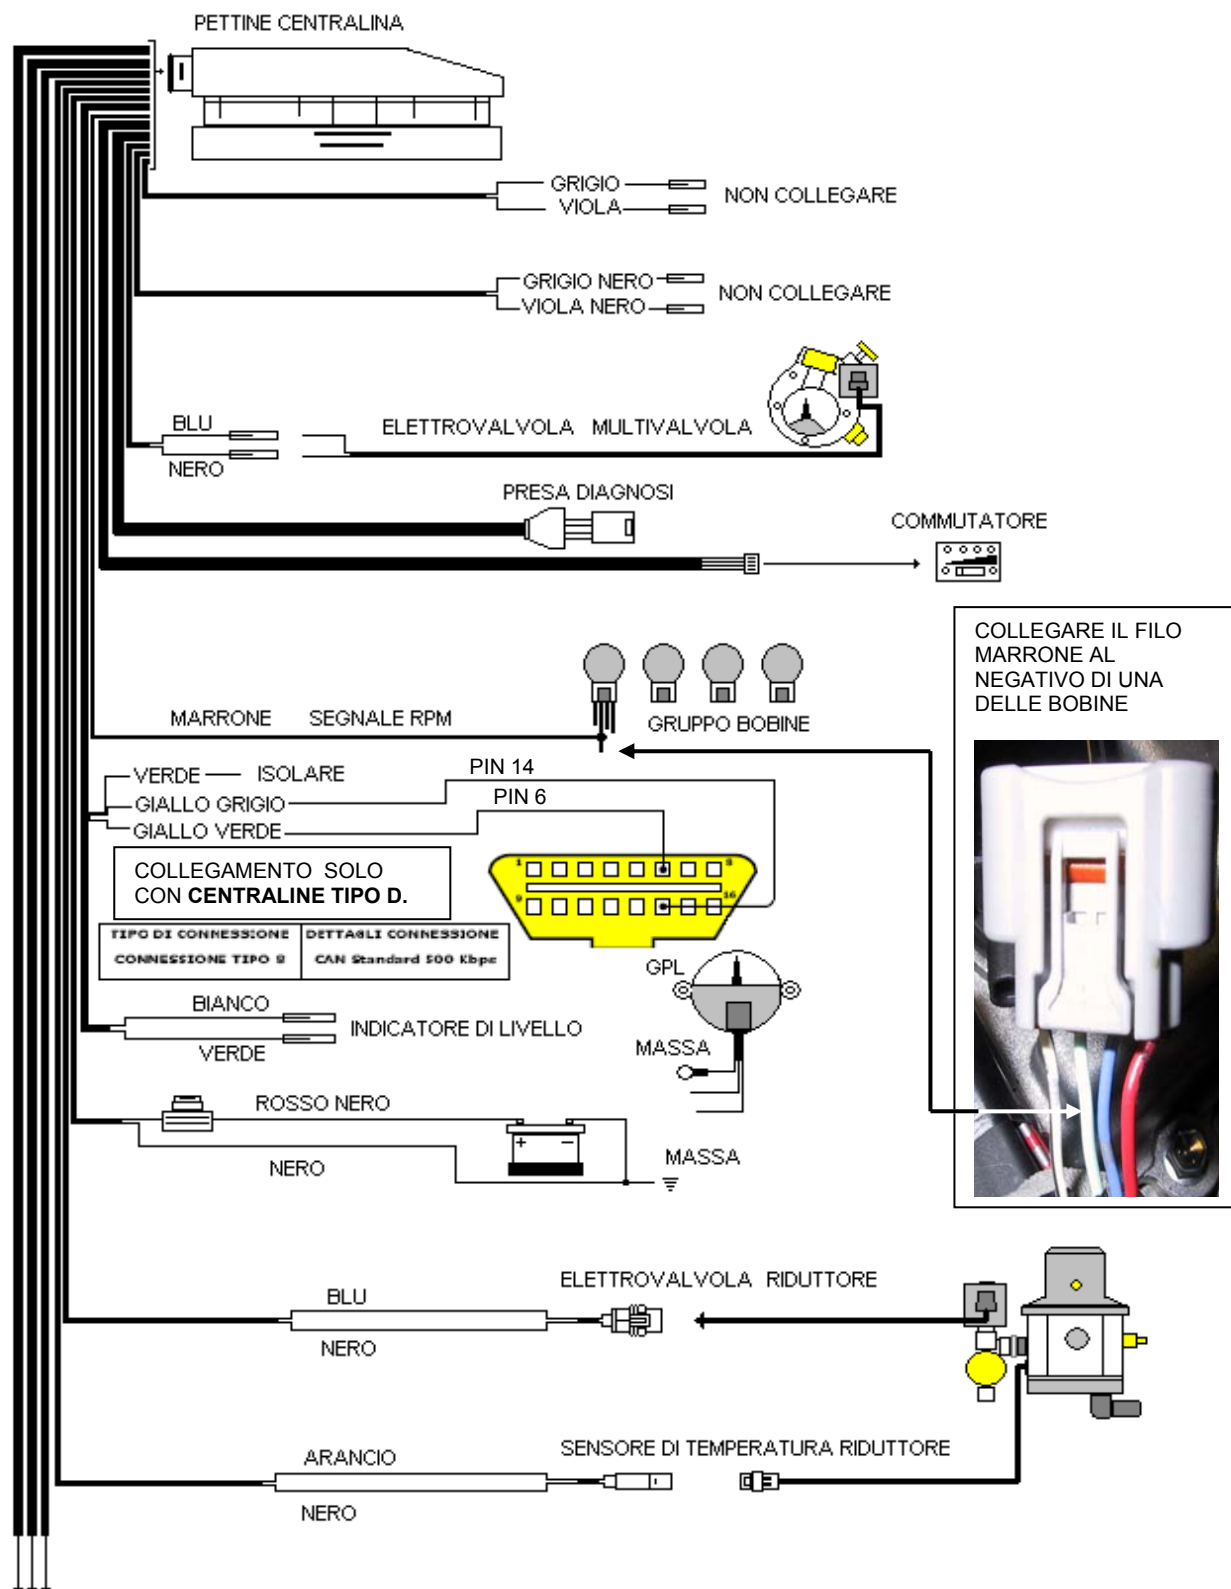 PETTINE CENTRALINA
GRIGIO
VIOLA
NON COLLEGARE
GRIGIO NERO
VIOLA NERO
NON COLLEGARE
BLU
NERO
ELETTROVALVOLA MULTIVALVOLA
PRESA DIAGNOSI
COMMUTATORE
COLLEGARE IL FILO
MARRONE AL
NEGATIVO DI UNA
DELLE BOBINE
MARRONE SEGNALE RPM
GRUPPO BOBINE
VERDE ISOLARE
PIN 14
GIALLO GRIGIO
PIN 6
GIALLO VERDE
1 8
9 16
COLLEGAMENTO SOLO
CON CENTRALINE TIPO D.
TIPO DI CONNESSIONE DETTAGLI CONNESSIONE
CONNESSIONE TIPO 8 CAN Standard 500 Kbps
GPL
BIANCO
INDICATORE DI LIVELLO
VERDE
MASSA
ROSSO NERO
+ −
NERO
MASSA
ELETTROVALVOLA RIDUTTORE
BLU
NERO
SENSORE DI TEMPERATURA RIDUTTORE
ARANCIO
NERO